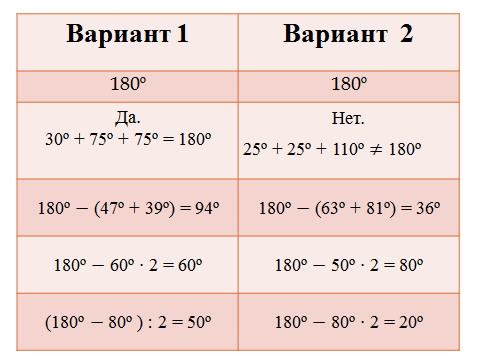 Вариант 1 Вариант 2
180º 180º
Да. Нет.
30º + 75º + 75º = 180º 25º + 25º + 110º ≠ 180º
180º − (47º + 39º) = 94º 180º − (63º + 81º) = 36º
180º − 60º · 2 = 60º 180º − 50º · 2 = 80º
(180º − 80º ) : 2 = 50º 180º − 80º · 2 = 20º